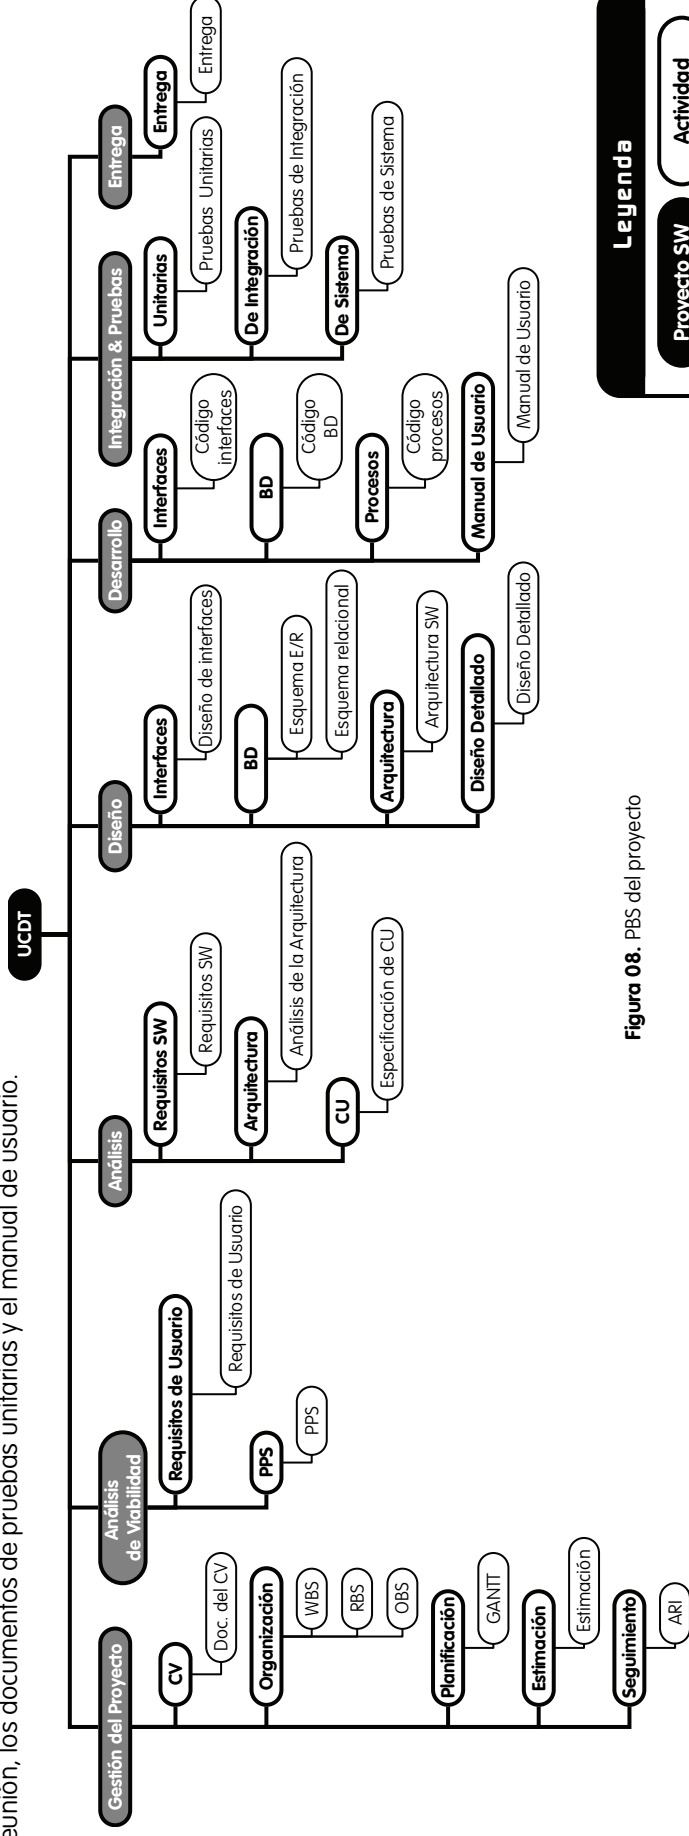 eunión, los documentos de pruebas unitarias y el manual de usuario.
UCDT
Gestión del Proyecto
CV
Doc. del CV
Organización
WBS
RBS
OBS
Planificación
GANTT
Estimación
Estimación
Seguimiento
ARI
Análisis
de Viabilidad
Requisitos de Usuario
Requisitos de Usuario
PPS
PPS
Análisis
Requisitos SW
Requisitos SW
Arquitectura
Análisis de la Arquitectura
CU
Especificación de CU
Diseño
Interfaces
Diseño de interfaces
BD
Esquema E/R
Esquema relacional
Arquitectura
Arquitectura SW
Diseño Detallado
Diseño Detallado
Desarrollo
Interfaces
Código
interfaces
BD
Código
BD
Procesos
Código
procesos
Manual de Usuario
Manual de Usuario
Integración & Pruebas
Unitarias
Pruebas Unitarias
De Integración
Pruebas de Integración
De Sistema
Pruebas de Sistema
Entrega
Entrega
Entrega
Figura 08. PBS del proyecto
Leyenda
Proyecto SW
Actividad